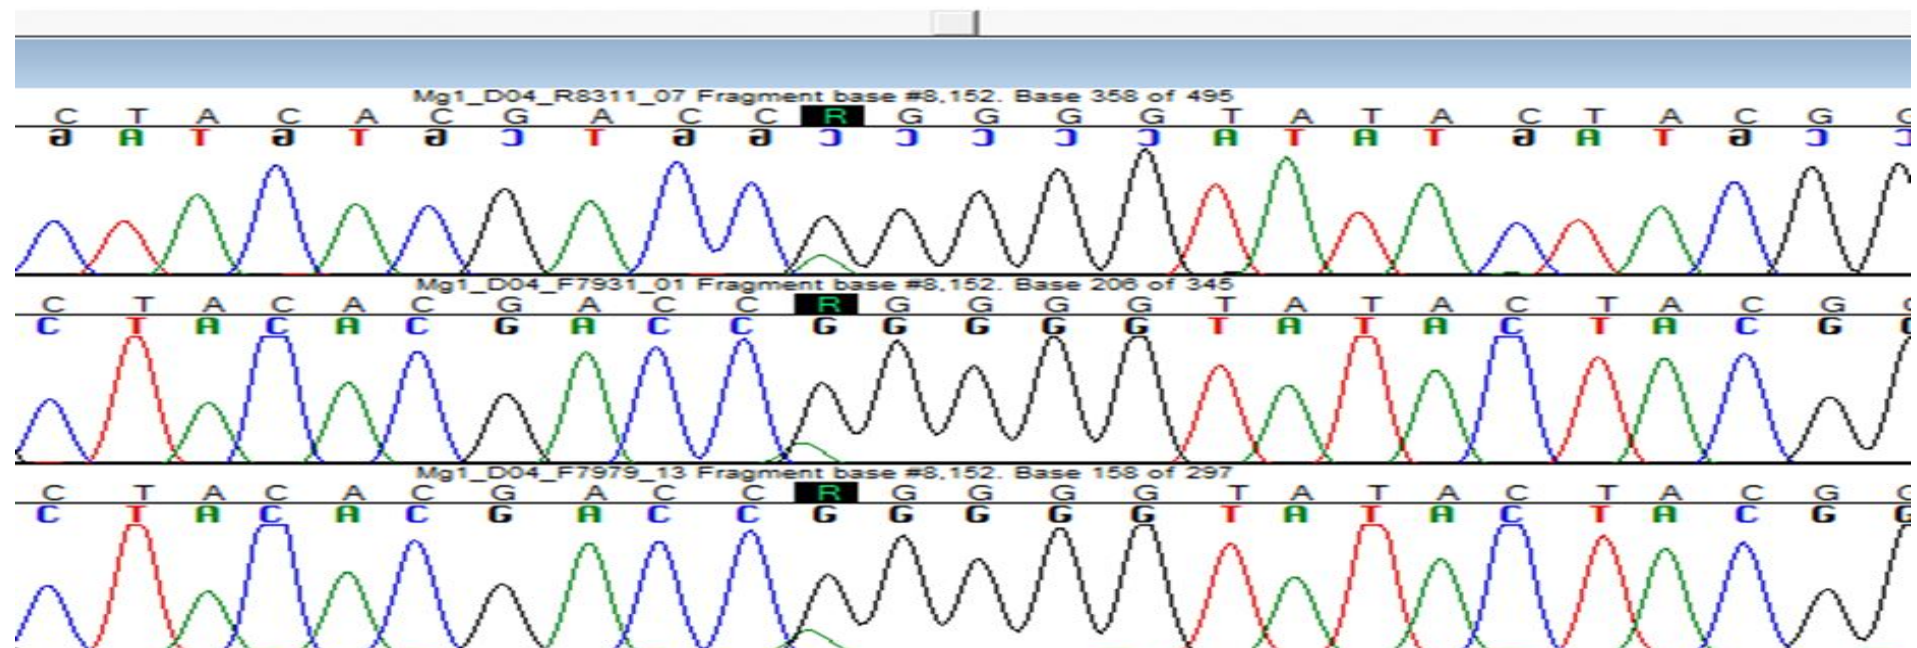 Mg1_D04_R8311_07 Fragment base #8,152. Base 358 of 495
C T A C A C G A C C R G G G G T A T A C T A C G G
G A T G T G C T G G C C C C C A T A T G A T G C C
Mg1_D04_F7931_01 Fragment base #8,152. Base 206 of 345
C T A C A C G A C C R G G G G T A T A C T A C G G
C T A C A C G A C C G G G G G T A T A C T A C G G
Mg1_D04_F7979_13 Fragment base #8,152. Base 158 of 297
C T A C A C G A C C R G G G G T A T A C T A C G G
C T A C A C G A C C G G G G G T A T A C T A C G G